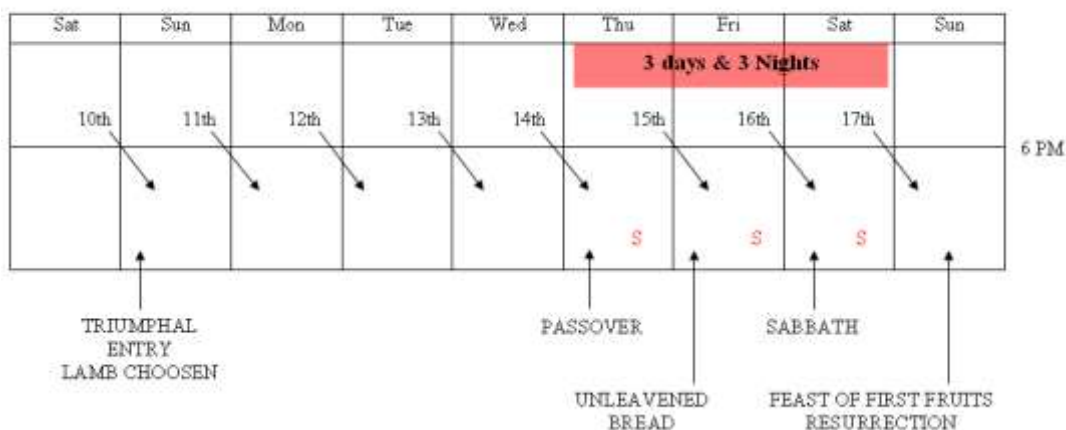 Sat Sun Mon Tue Wed Thu Fri Sat Sun
3 days & 3 Nights
10th 11th 12th 13th 14th 15th 16th 17th
6 PM
S S S
TRIUMPHAL
ENTRY
LAMB CHOOSEN
PASSOVER
SABBATH
UNLEAVENED
BREAD
FEAST OF FIRST FRUITS
RESURRECTION